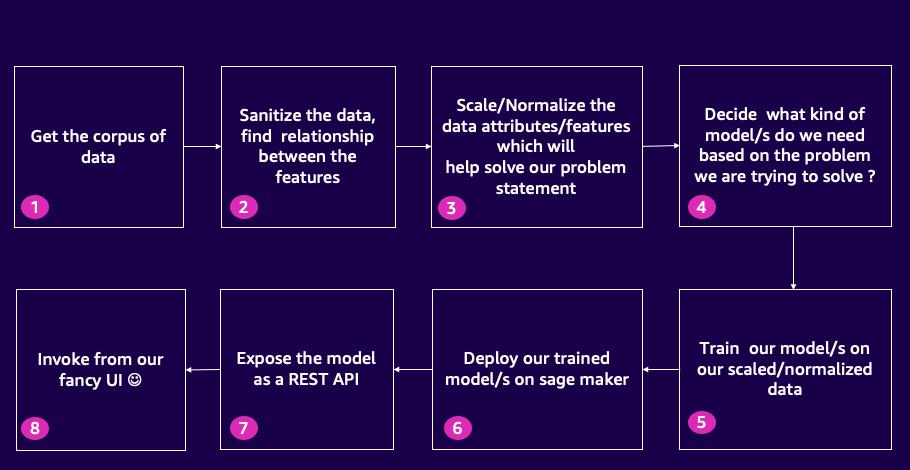 Get the corpus of
data
1
Sanitize the data,
find relationship
between the
features
2
Scale/Normalize the
data attributes/features
which will
help solve our problem
statement
3
Decide what kind of
model/s do we need
based on the problem
we are trying to solve ?
4
Train our model/s on
our scaled/normalized
data
5
Deploy our trained
model/s on sage maker
6
Expose the model
as a REST API
7
Invoke from our
fancy UI ☺
8